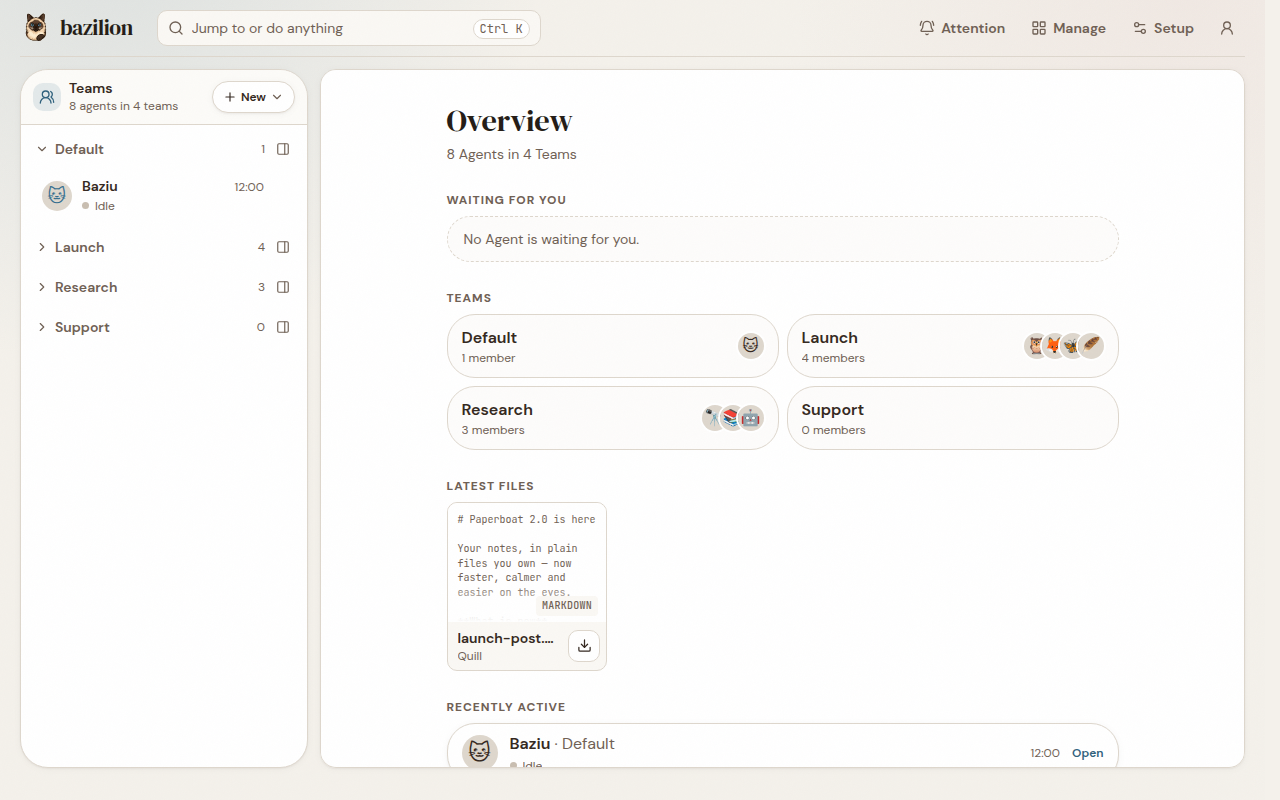 bazilion
Jump to or do anything
Ctrl K
Attention
Manage
Setup
Teams
8 agents in 4 teams
New
Default
1
Baziu
12:00
Idle
Launch
4
Research
3
Support
0
Overview
8 Agents in 4 Teams
WAITING FOR YOU
No Agent is waiting for you.
TEAMS
Default
1 member
Launch
4 members
Research
3 members
Support
0 members
LATEST FILES
# Paperboat 2.0 is here
Your notes, in plain
files you own — now
faster, calmer and
easier on the eyes.
MARKDOWN
launch-post....
Quill
RECENTLY ACTIVE
Baziu · Default
Idle
12:00
Open